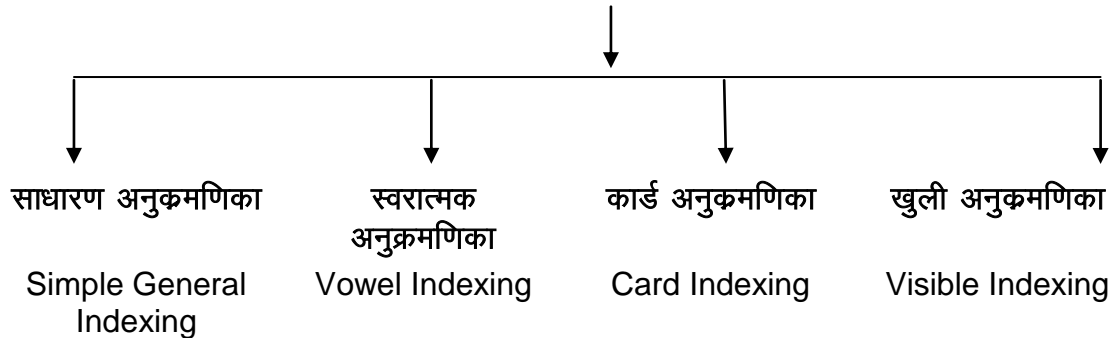 साधारण अनुक्रमणिका
स्वरात्मक
अनुक्रमणिका
कार्ड अनुक्रमणिका
खुली अनुक्रमणिका
Simple General
Indexing
Vowel Indexing
Card Indexing
Visible Indexing